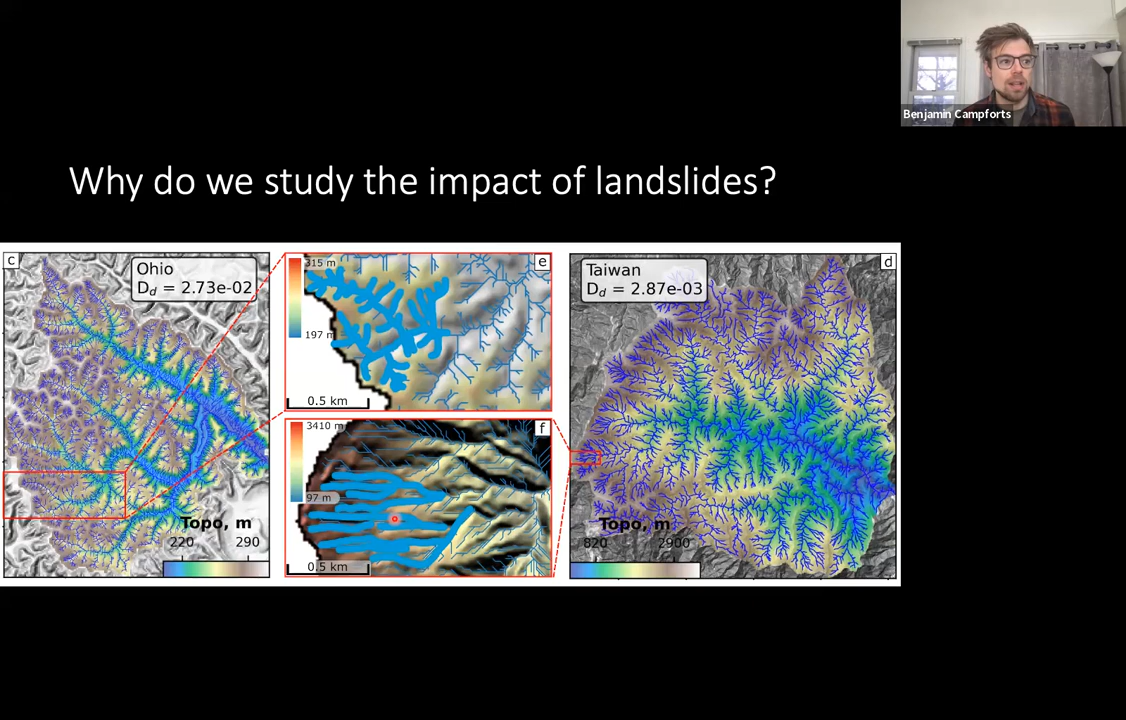 Benjamin Campforts
Why do we study the impact of landslides?
c
Ohio
D_d = 2.73e-02
Topo, m
220 290
e
315 m
197 m
0.5 km
f
3410 m
97 m
0.5 km
d
Taiwan
D_d = 2.87e-03
Topo, m
820 2900